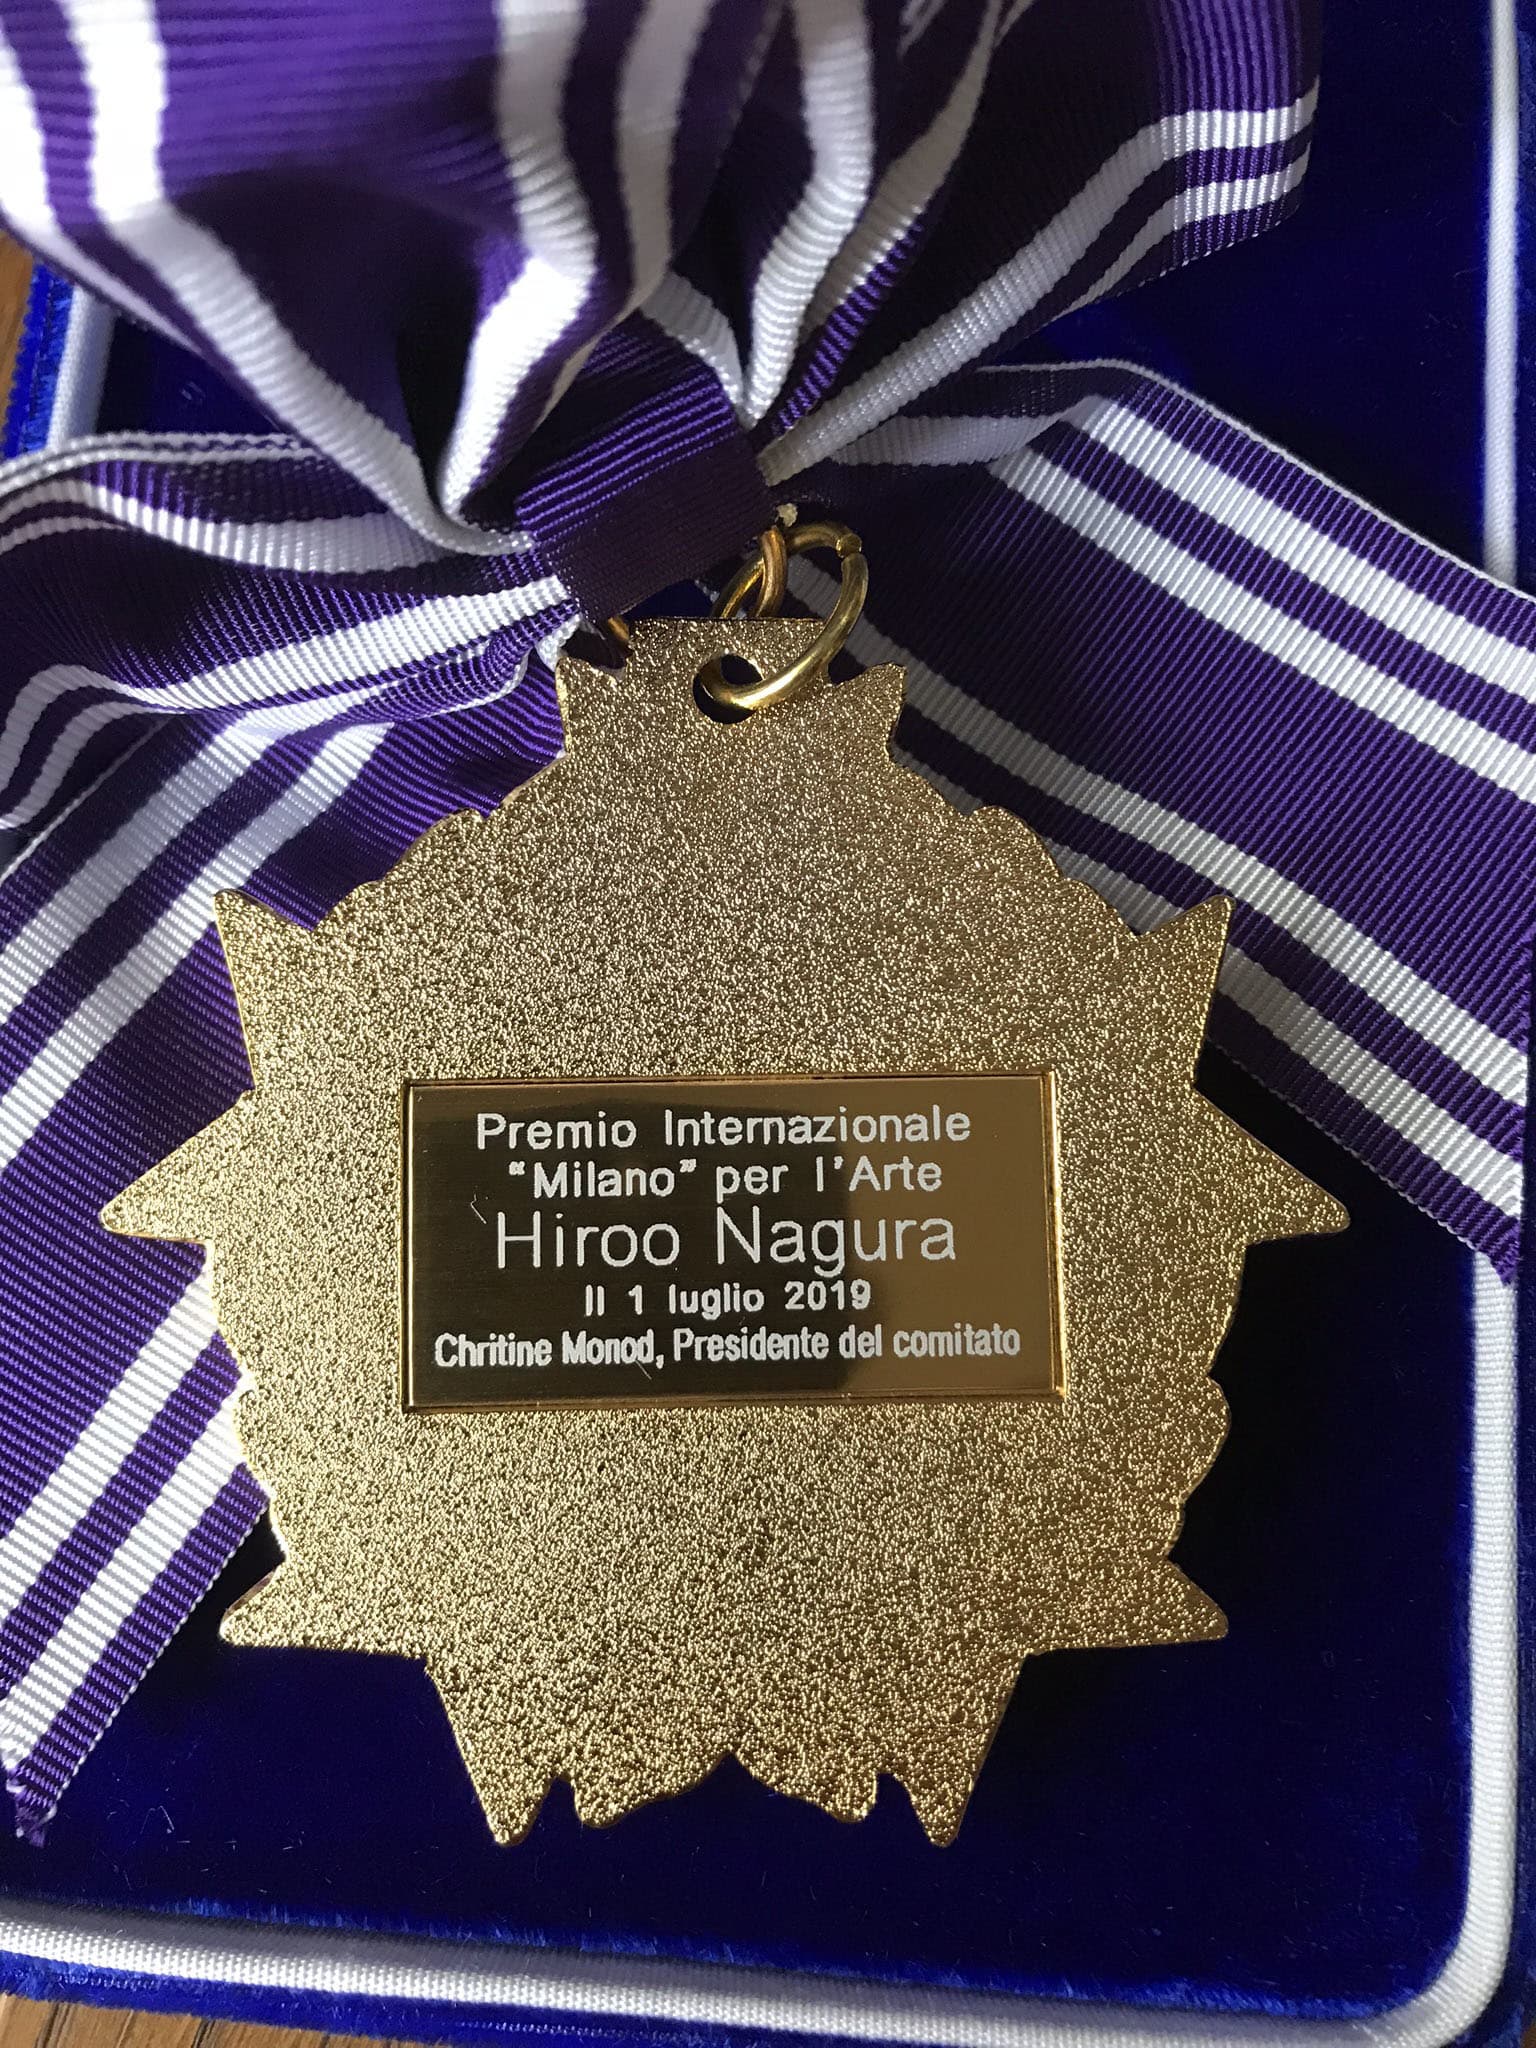 Premio Internazionale
“Milano” per l'Arte
Hiroo Nagura
Il 1 luglio 2019
Chritine Monod, Presidente del comitato